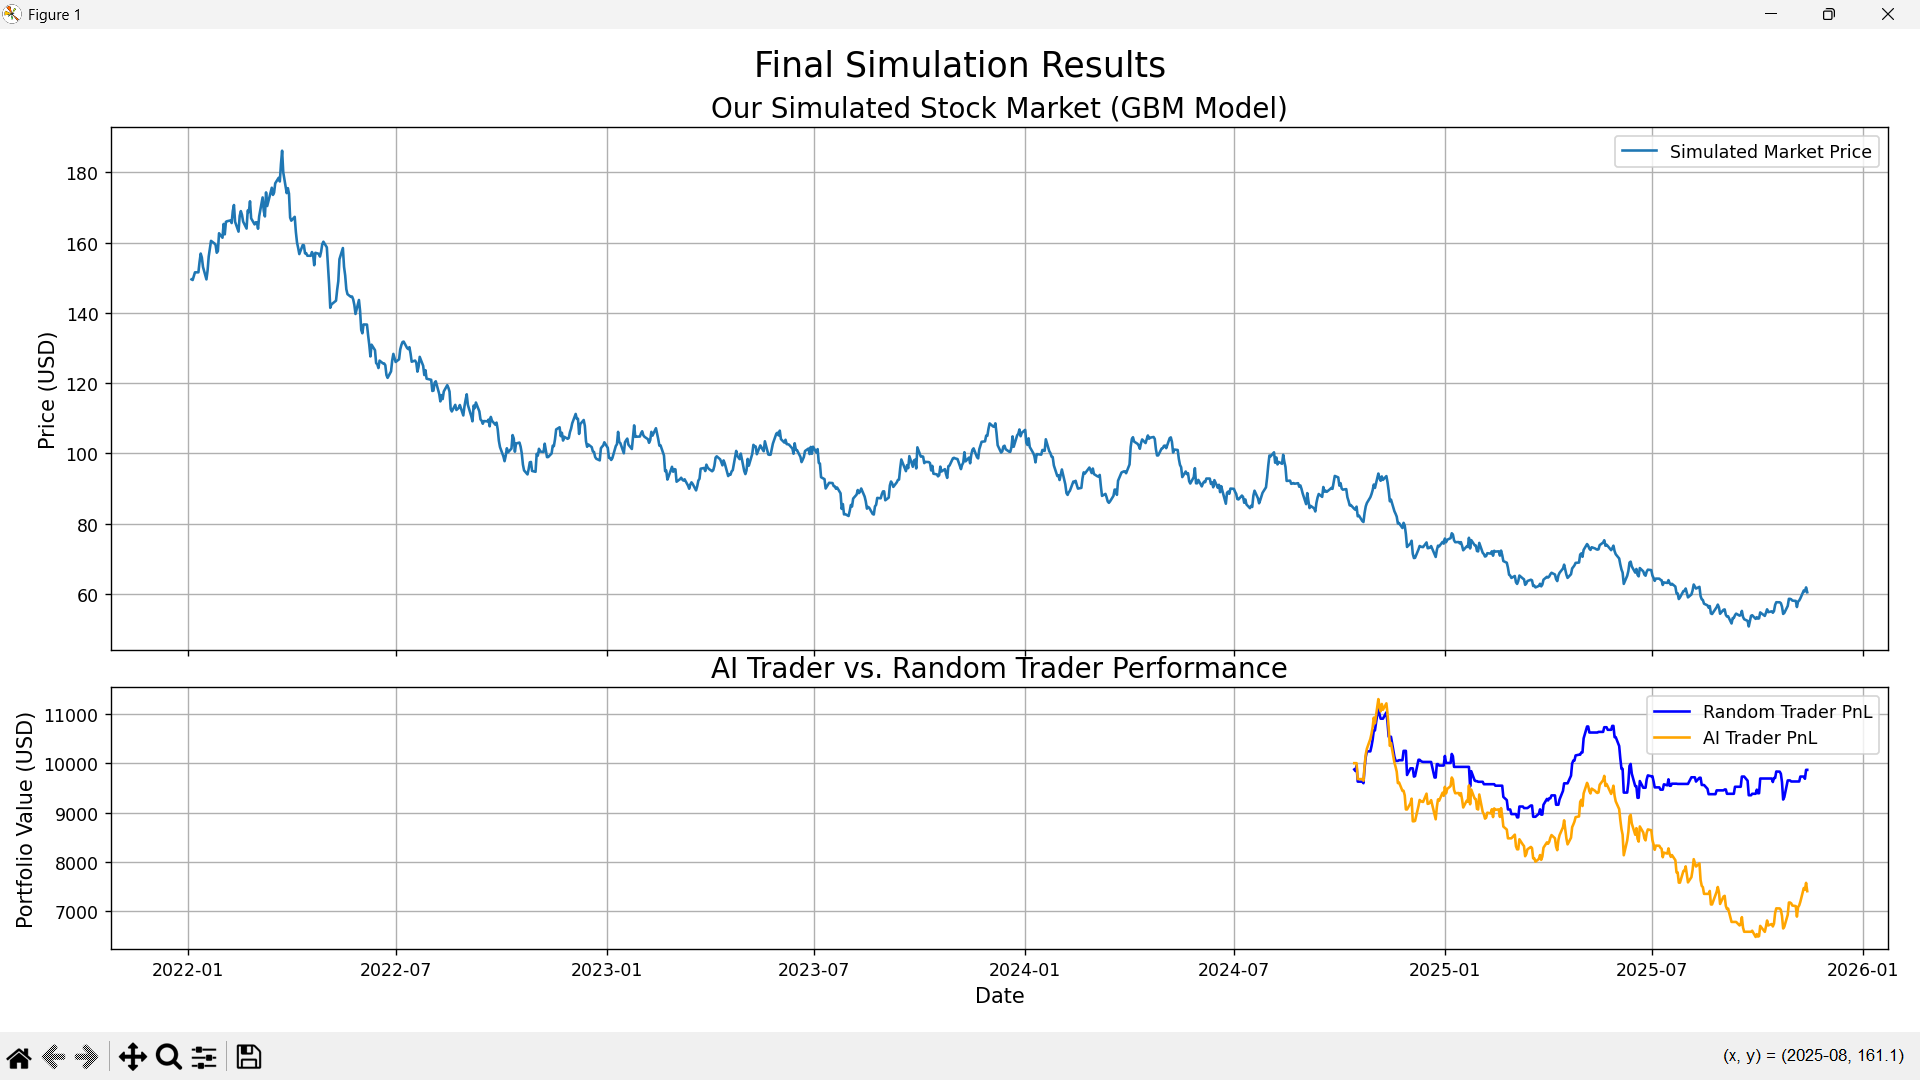 Figure 1
Final Simulation Results
Our Simulated Stock Market (GBM Model)
Simulated Market Price
Price (USD)
180
160
140
120
100
80
60
AI Trader vs. Random Trader Performance
Random Trader PnL
AI Trader PnL
Portfolio Value (USD)
11000
10000
9000
8000
7000
2022-01 2022-07 2023-01 2023-07 2024-01 2024-07 2025-01 2025-07 2026-01
Date
(x, y) = (2025-08, 161.1)